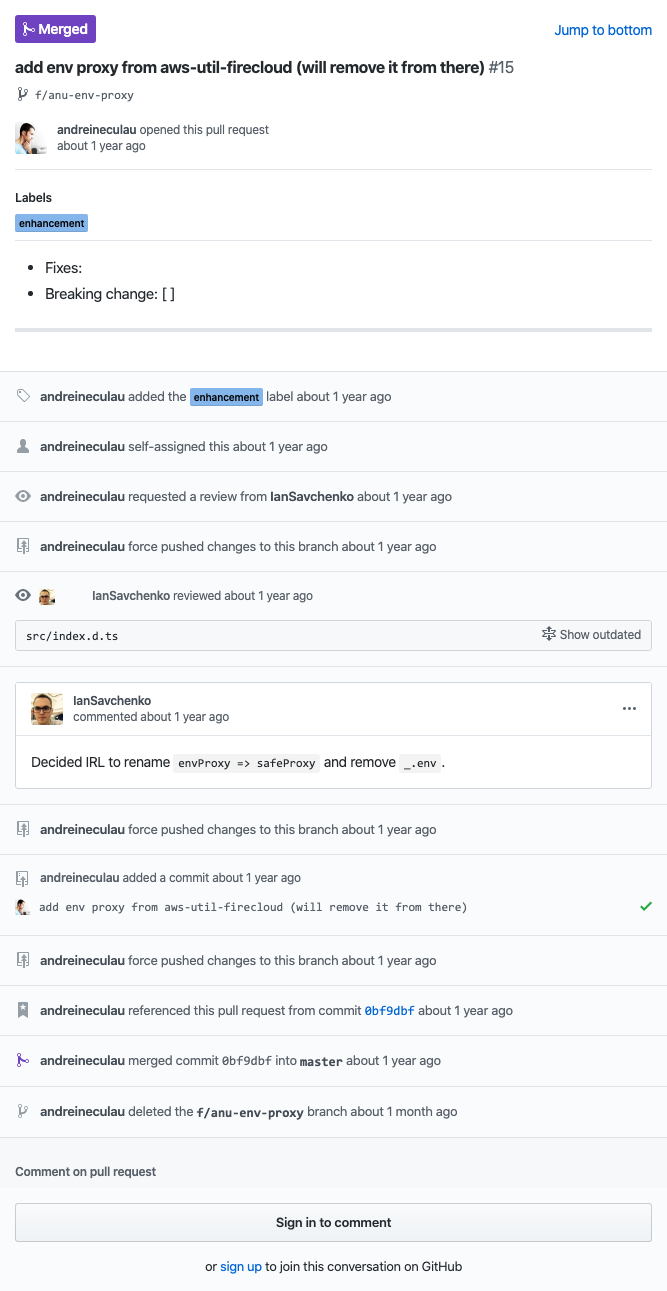 Merged
Jump to bottom
add env proxy from aws-util-firecloud (will remove it from there) #15
f/anu-env-proxy
andreineculau opened this pull request
about 1 year ago
Labels
enhancement
Fixes:
Breaking change: [ ]
andreineculau added the enhancement label about 1 year ago
andreineculau self-assigned this about 1 year ago
andreineculau requested a review from IanSavchenko about 1 year ago
andreineculau force pushed changes to this branch about 1 year ago
IanSavchenko reviewed about 1 year ago
src/index.d.ts
Show outdated
IanSavchenko
commented about 1 year ago
Decided IRL to rename envProxy => safeProxy and remove _.env.
andreineculau force pushed changes to this branch about 1 year ago
andreineculau added a commit about 1 year ago
add env proxy from aws-util-firecloud (will remove it from there)
andreineculau force pushed changes to this branch about 1 year ago
andreineculau referenced this pull request from commit 0bf9dbf about 1 year ago
andreineculau merged commit 0bf9dbf into master about 1 year ago
andreineculau deleted the f/anu-env-proxy branch about 1 month ago
Comment on pull request
Sign in to comment
or sign up to join this conversation on GitHub